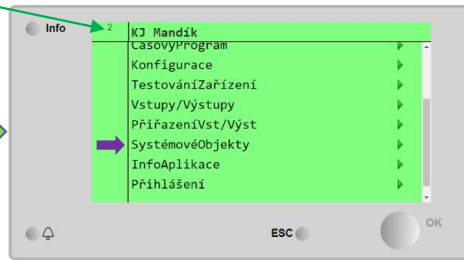 Info
2 KJ Mandík
ČasovýProgram
Konfigurace
TestováníZařízení
Vstupy/Výstupy
PřiřazeníVst/Výst
SystémovéObjekty
InfoAplikace
Přihlášení
ESC
OK